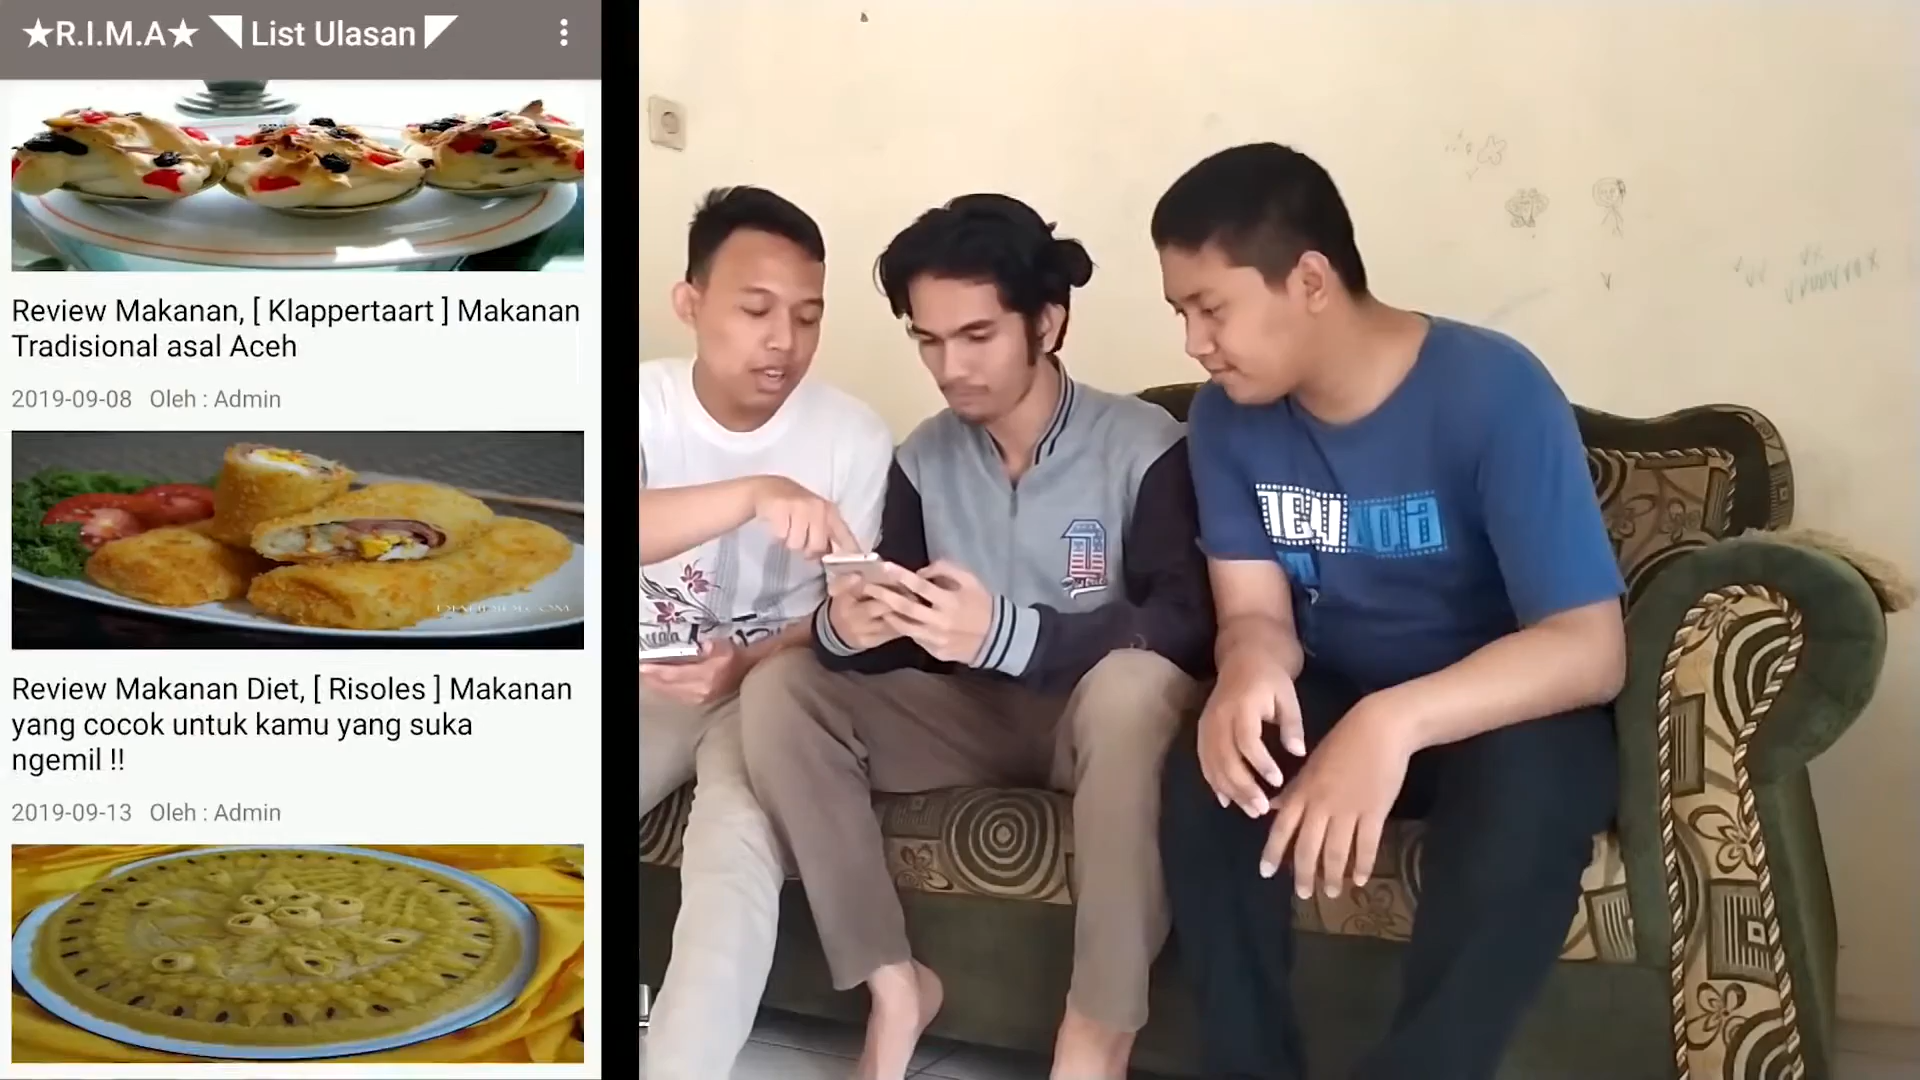 ★R.I.M.A★ ◥List Ulasan◤
Review Makanan, [ Klappertaart ] Makanan
Tradisional asal Aceh
2019-09-08 Oleh : Admin
Review Makanan Diet, [ Risoles ] Makanan
yang cocok untuk kamu yang suka
ngemil !!
2019-09-13 Oleh : Admin